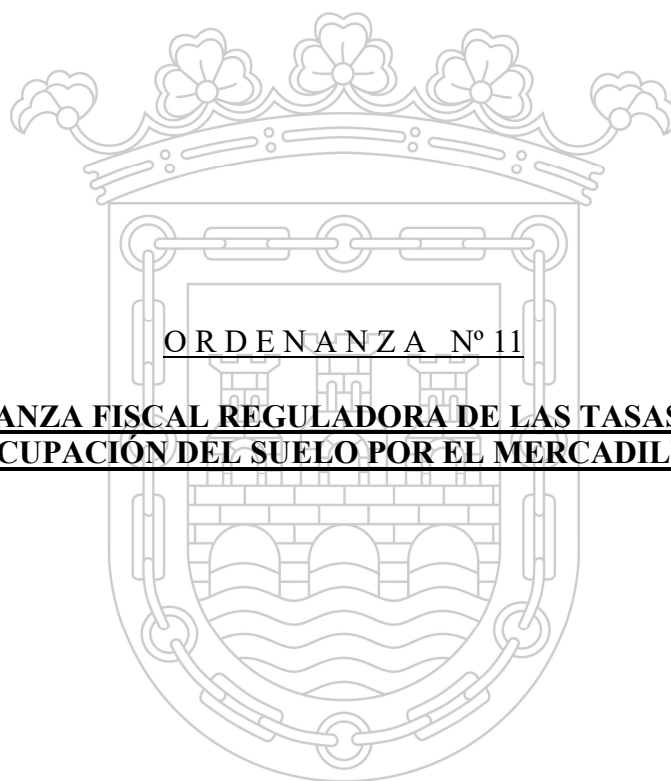 O R D E N A N Z A Nº 11
ANZA FISCAL REGULADORA DE LAS TASAS
CUPACIÓN DEL SUELO POR EL MERCADIL